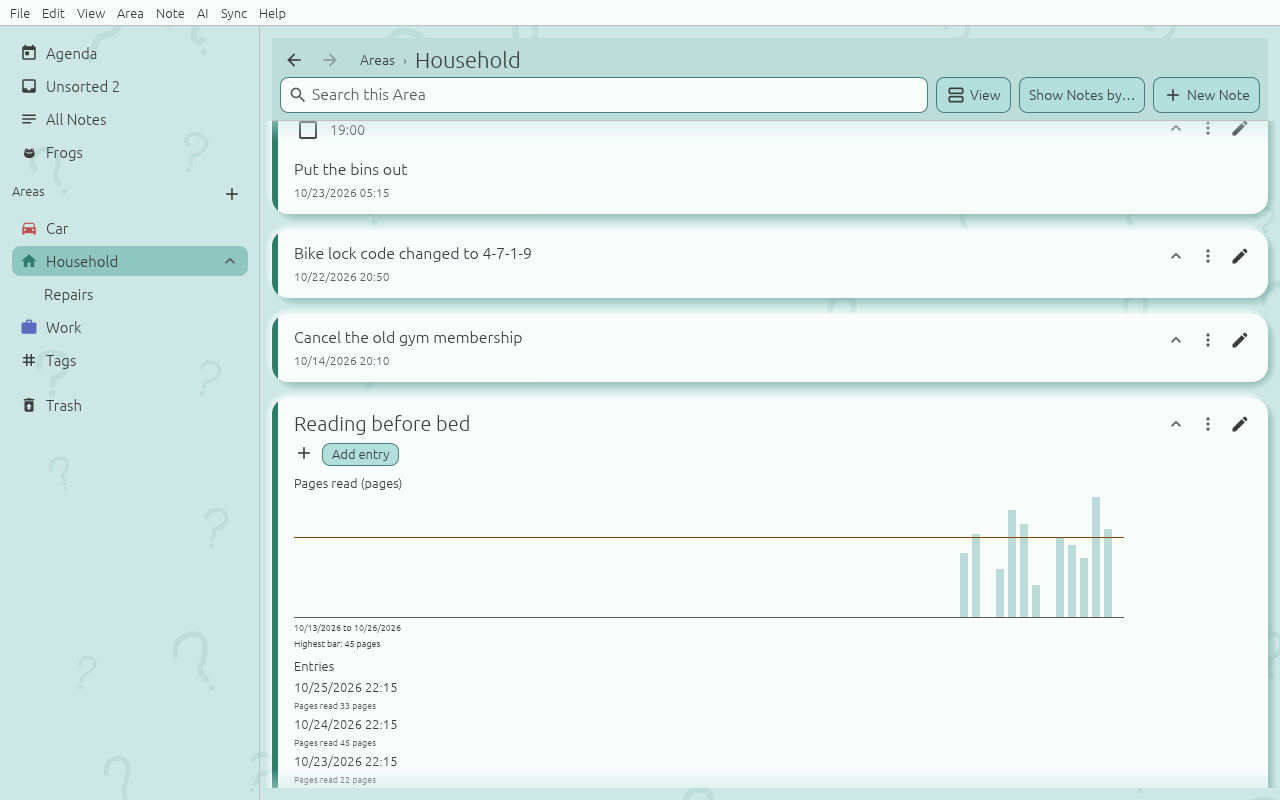 File Edit View Area Note AI Sync Help
Agenda
Unsorted 2
All Notes
Frogs
Areas
Car
Household
Repairs
Work
Tags
Trash
Areas › Household
Search this Area
View
Show Notes by...
New Note
19:00
Put the bins out
10/23/2026 05:15
Bike lock code changed to 4-7-1-9
10/22/2026 20:50
Cancel the old gym membership
10/14/2026 20:10
Reading before bed
Add entry
Pages read (pages)
10/13/2026 to 10/26/2026
Highest bar: 45 pages
Entries
10/25/2026 22:15
Pages read 33 pages
10/24/2026 22:15
Pages read 45 pages
10/23/2026 22:15
Pages read 22 pages